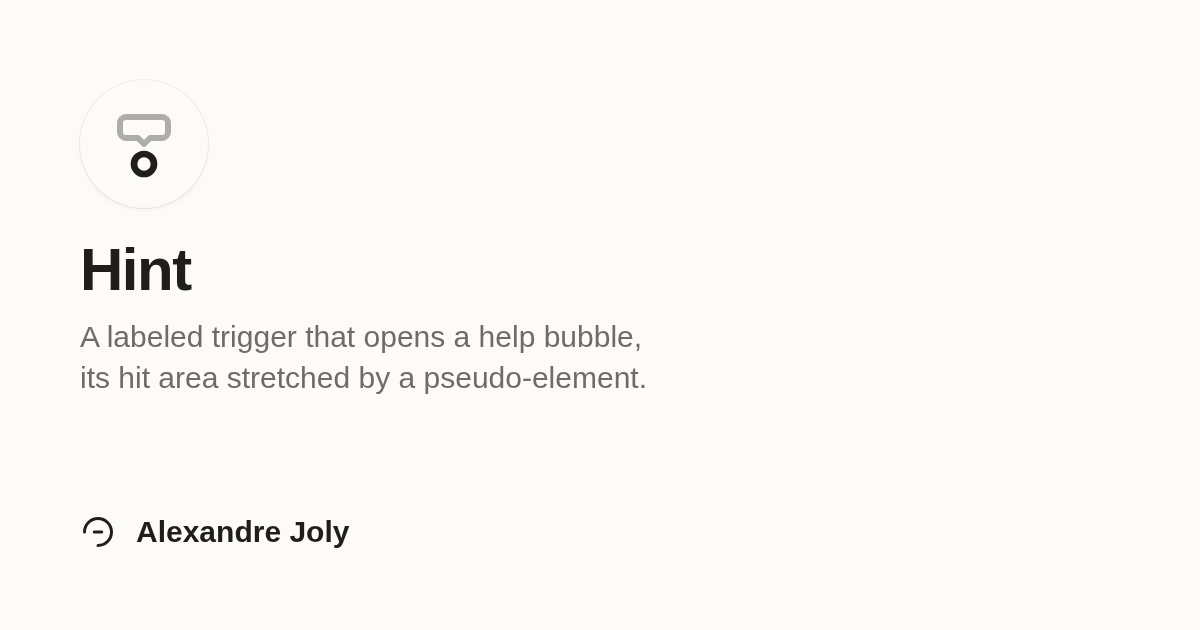 Hint
A labeled trigger that opens a help bubble,
its hit area stretched by a pseudo-element.
Alexandre Joly